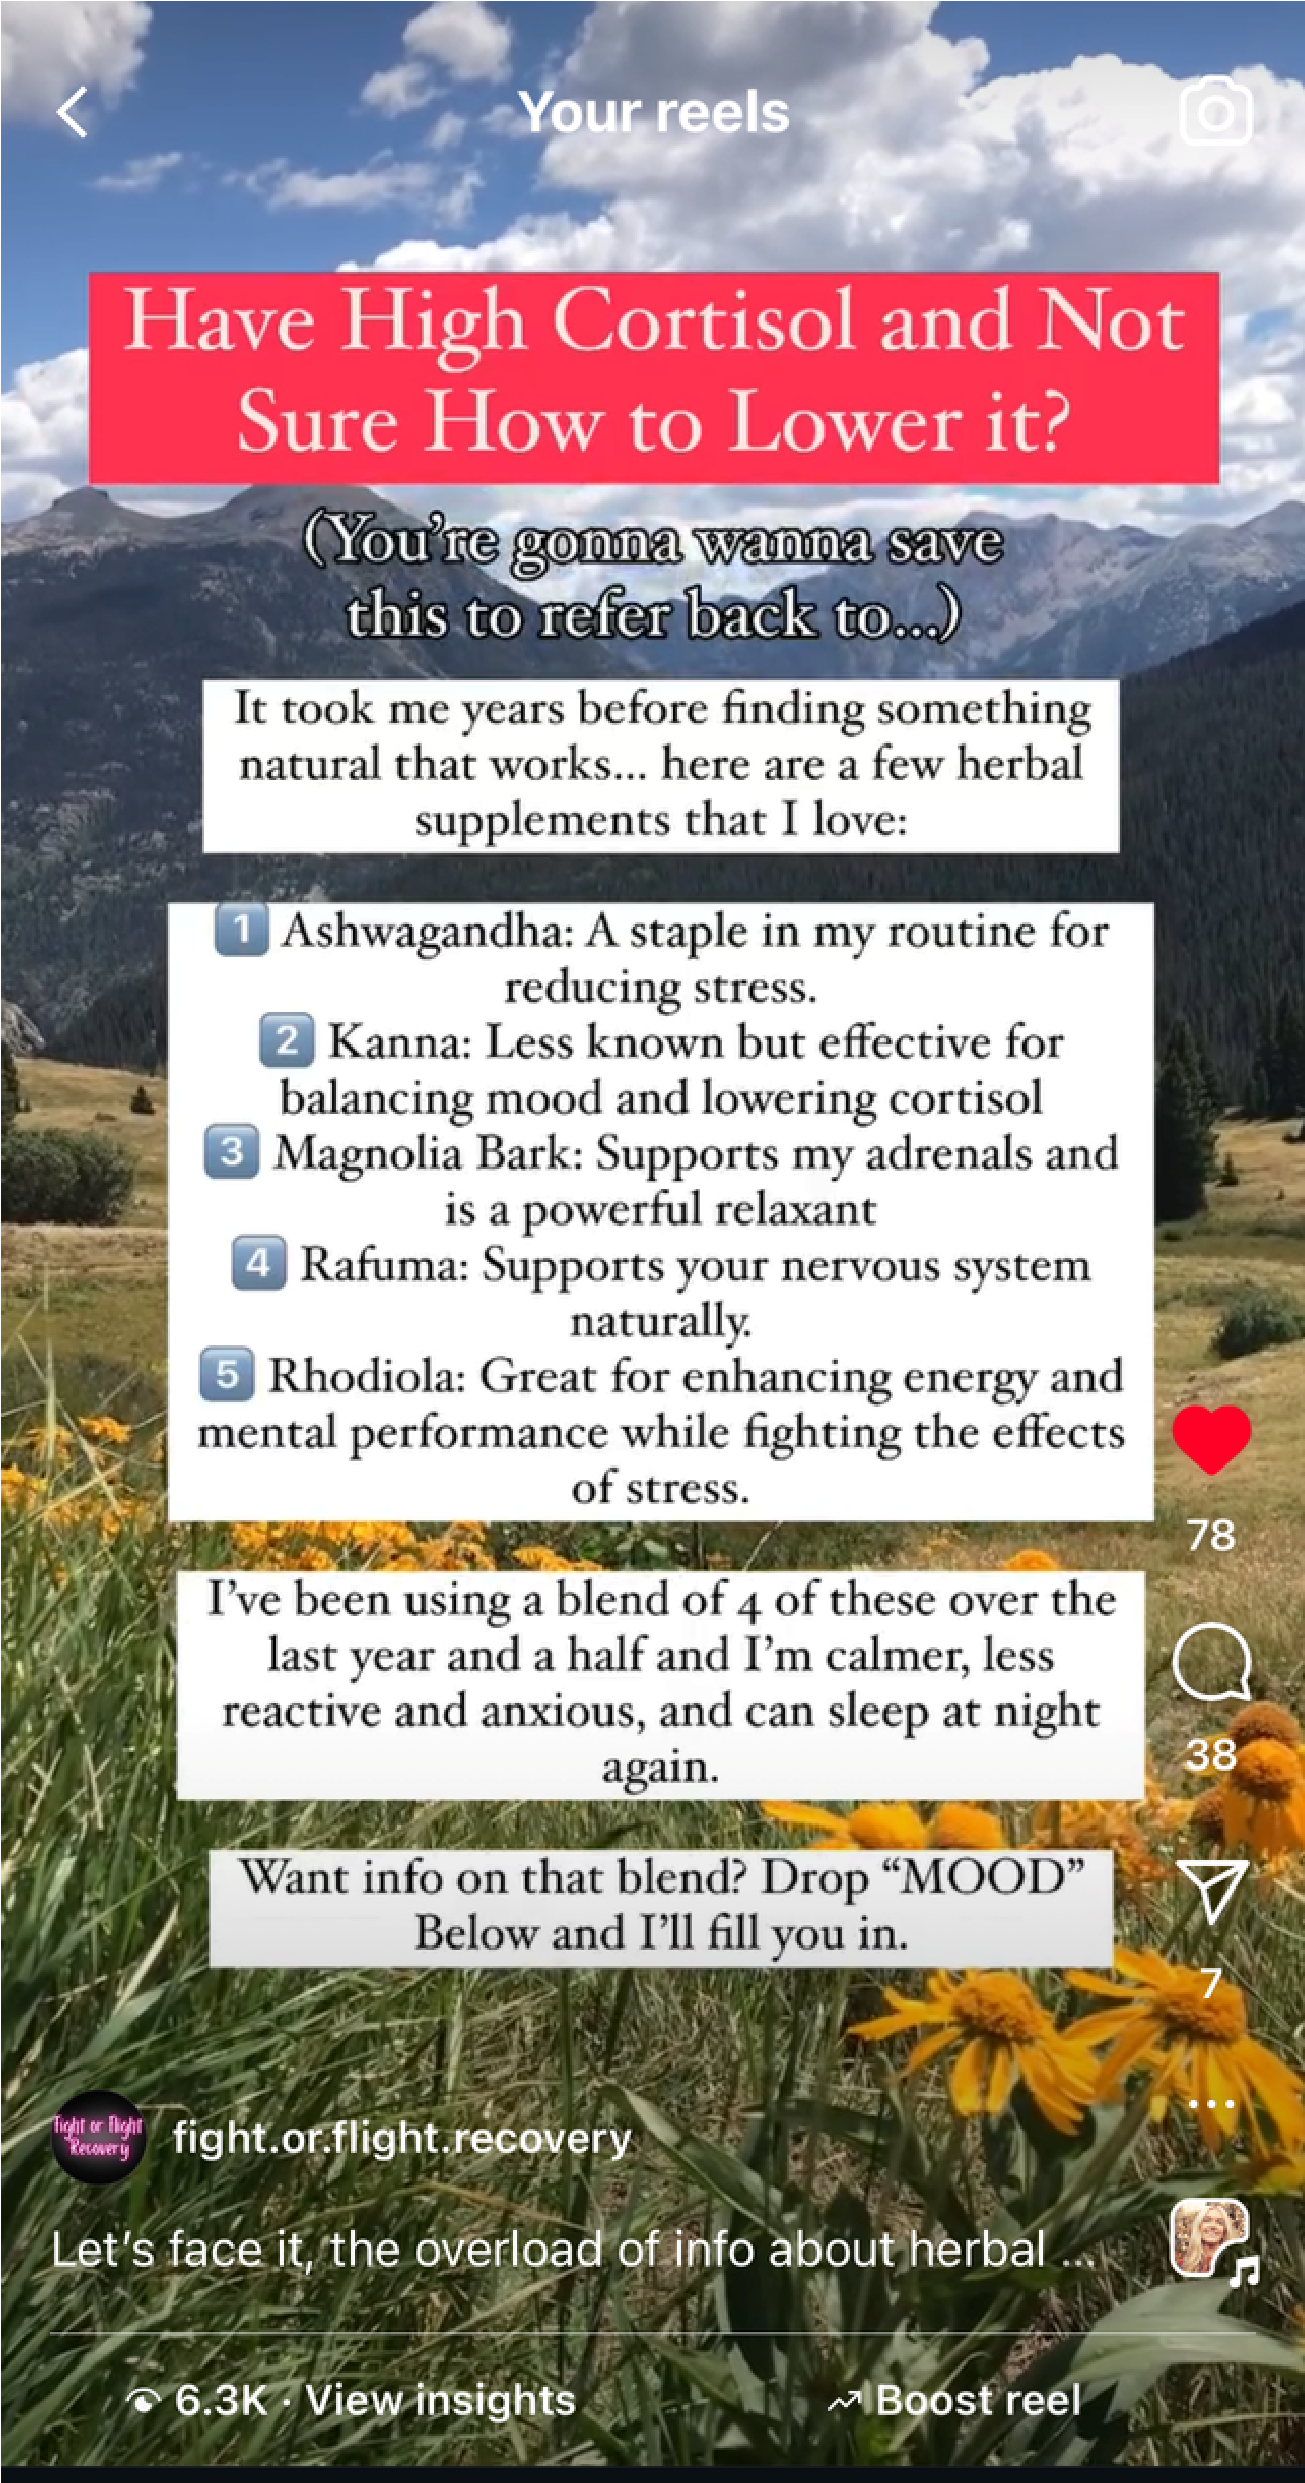 Your reels
Have High Cortisol and Not
Sure How to Lower it?
(You're gonna wanna save
this to refer back to...)
It took me years before finding something
natural that works... here are a few herbal
supplements that I love:
1 Ashwagandha: A staple in my routine for
reducing stress.
2 Kanna: Less known but effective for
balancing mood and lowering cortisol
3 Magnolia Bark: Supports my adrenals and
is a powerful relaxant
4 Rafuma: Supports your nervous system
naturally.
5 Rhodiola: Great for enhancing energy and
mental performance while fighting the effects
of stress.
78
I've been using a blend of 4 of these over the
last year and a half and I'm calmer, less
reactive and anxious, and can sleep at night
again.
38
Want info on that blend? Drop “MOOD”
Below and I'll fill you in.
7
fight or flight
Recovery
fight.or.flight.recovery
Let's face it, the overload of info about herbal ...
6.3K · View insights
Boost reel